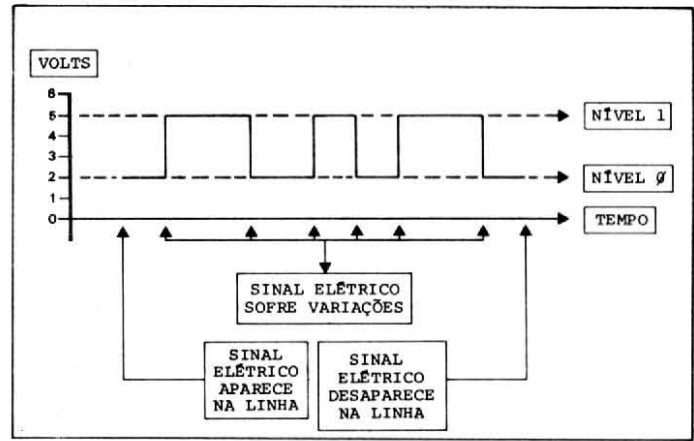 VOLTS
6
5
4
3
2
1
0
NÍVEL 1
NÍVEL 0
TEMPO
SINAL ELÉTRICO
SOFRE VARIAÇÕES
SINAL
ELÉTRICO
APARECE
NA LINHA
SINAL
ELÉTRICO
DESAPARECE
NA LINHA